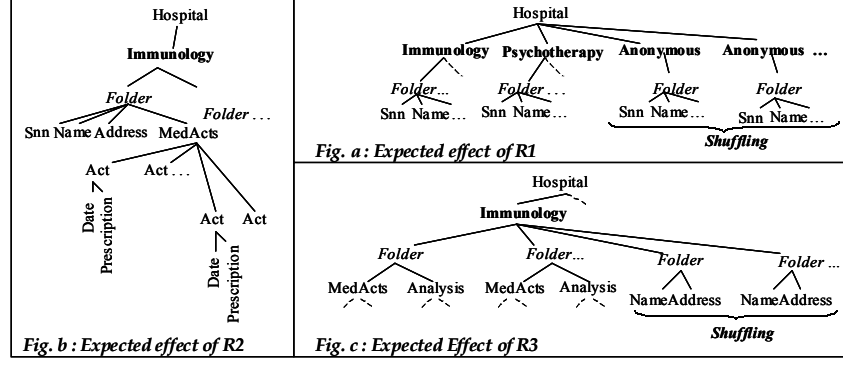 Hospital
Immunology
Folder
Folder . . .
Snn Name Address MedActs
Act Act . . .
Date
Prescription
Act Act
Date
Prescription
Fig. b : Expected effect of R2
Hospital
Immunology Psychotherapy Anonymous Anonymous ...
Folder... Folder . . . Folder Folder
Snn Name... Snn Name... Snn Name... Snn Name...
Shuffling
Fig. a : Expected effect of R1
Hospital
Immunology
Folder Folder... Folder Folder ...
MedActs Analysis MedActs Analysis NameAddress NameAddress
Shuffling
Fig. c : Expected Effect of R3